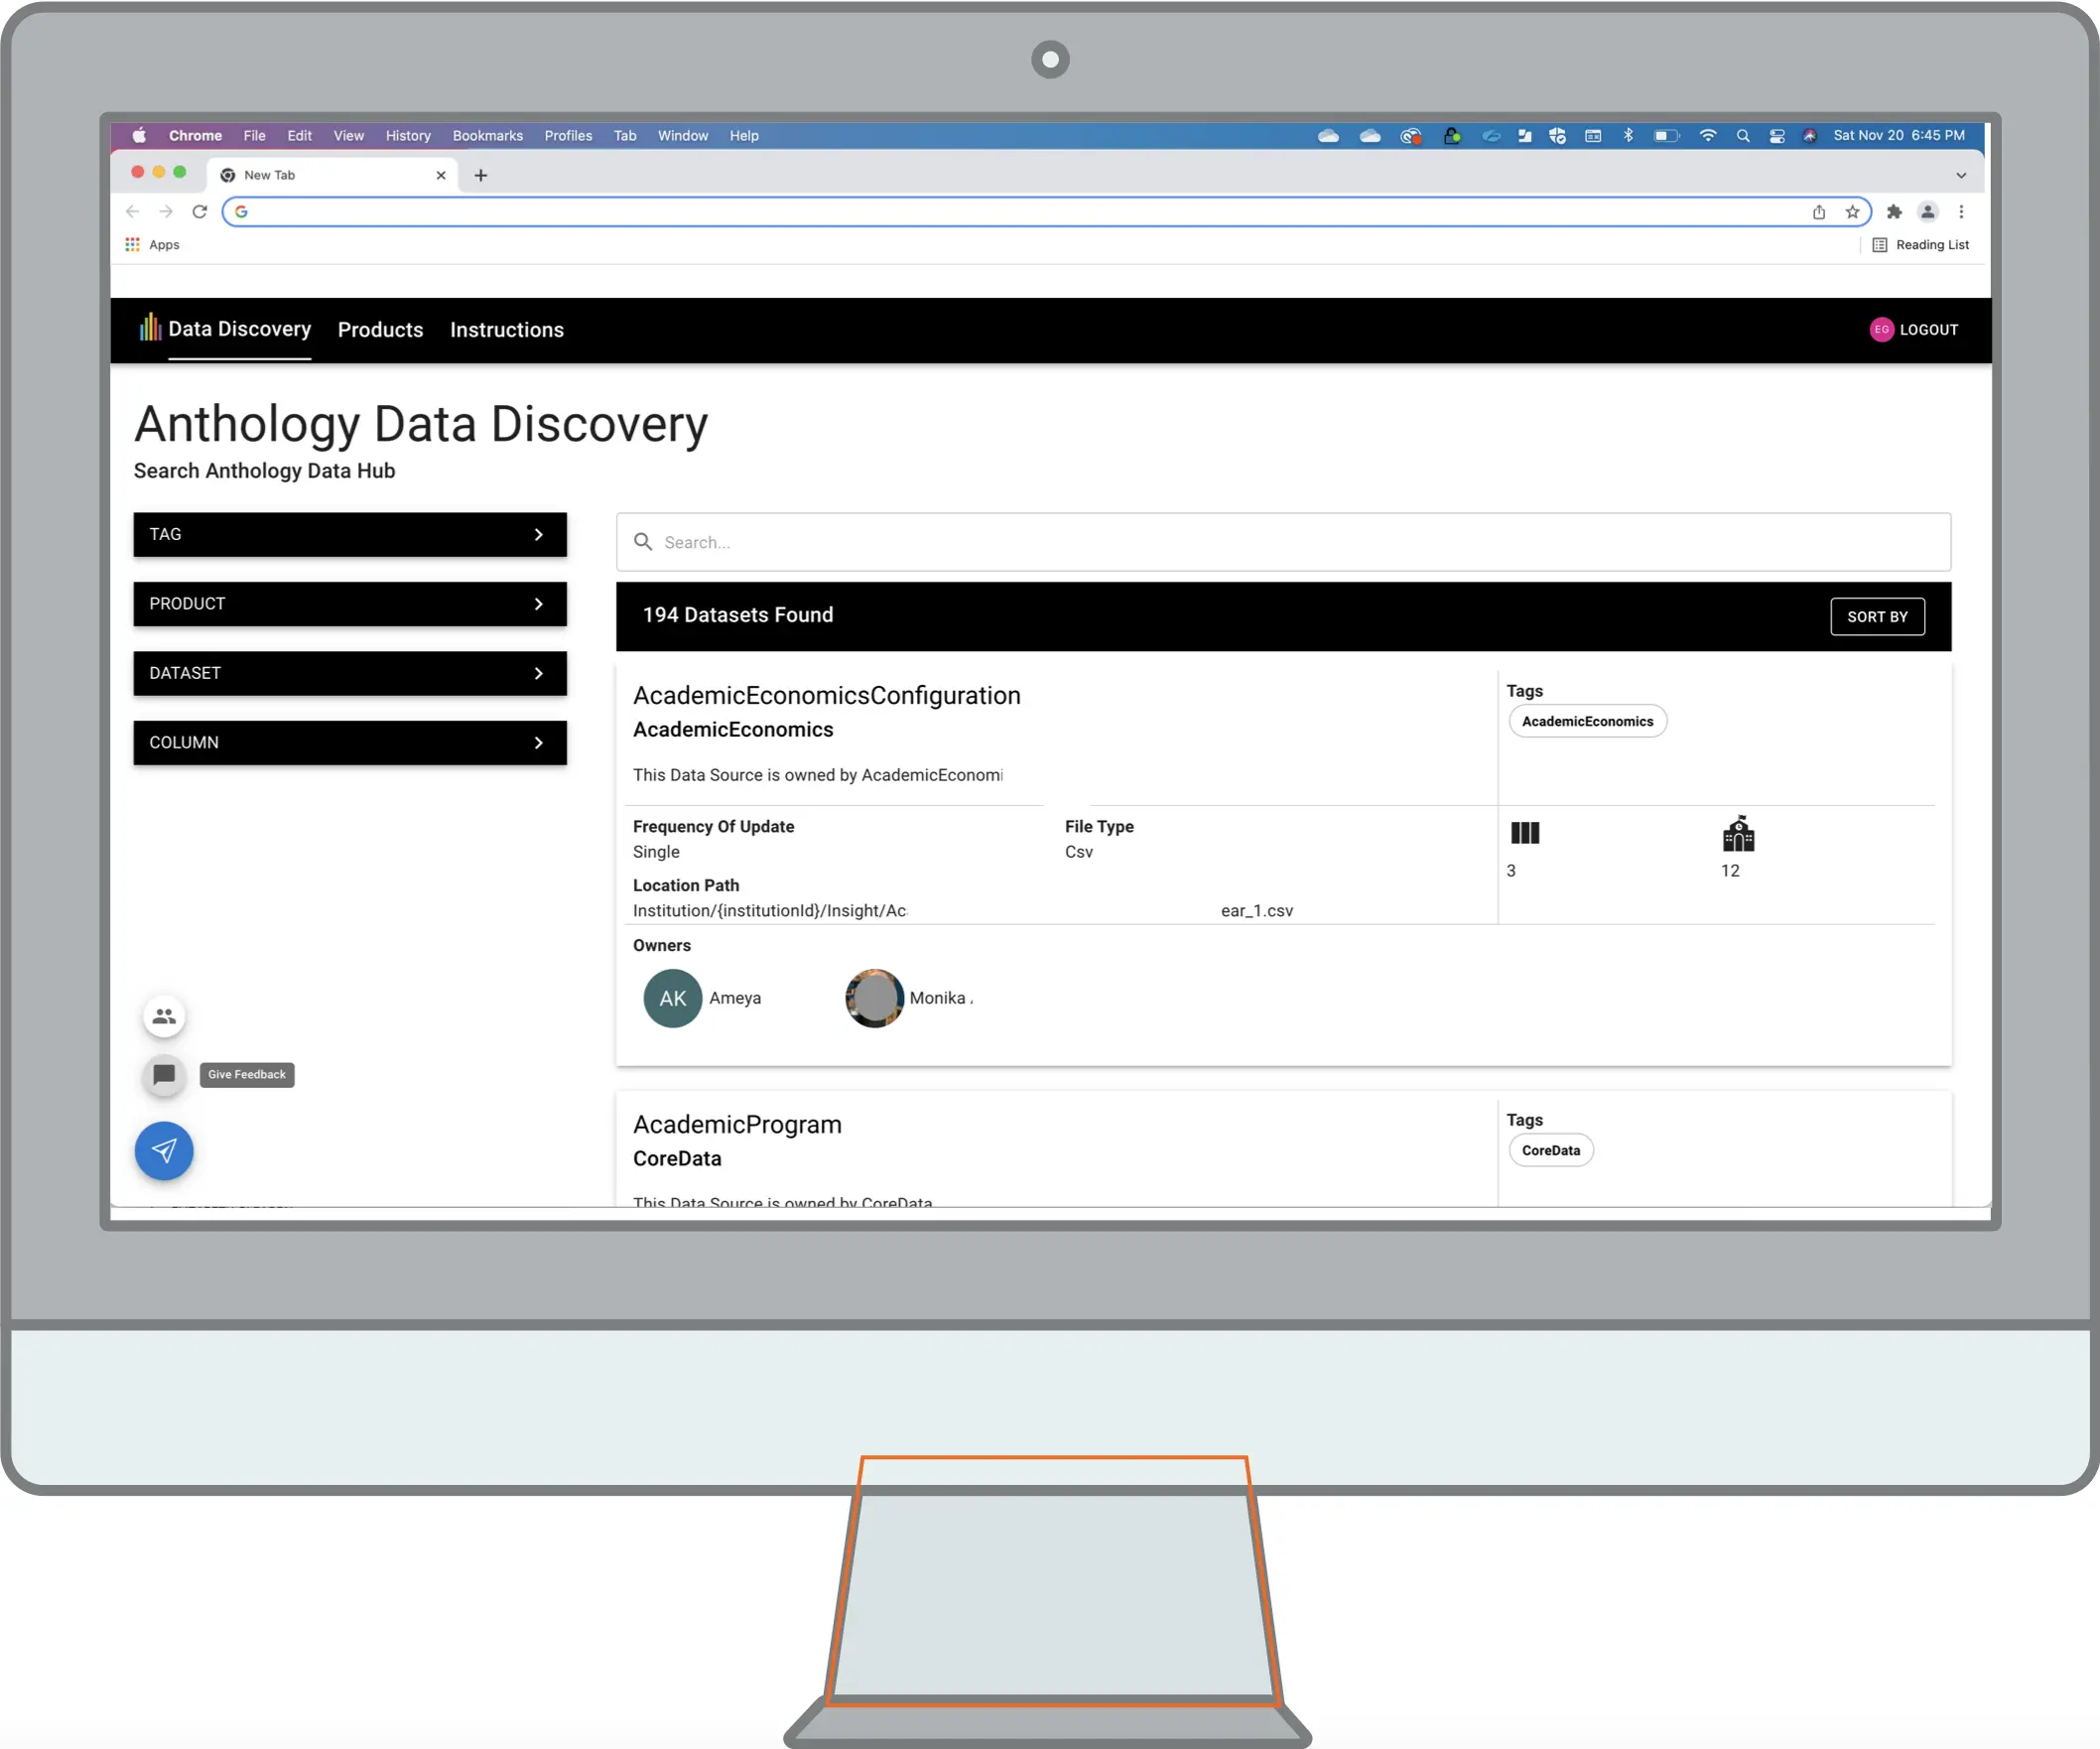 Chrome File Edit View History Bookmarks Profiles Tab Window Help Sat Nov 20 6:45 PM
New Tab
Apps Reading List
Data Discovery Products Instructions EG LOGOUT
Anthology Data Discovery
Search Anthology Data Hub
TAG
PRODUCT
DATASET
COLUMN
Search...
194 Datasets Found SORT BY
AcademicEconomicsConfiguration
AcademicEconomics
This Data Source is owned by AcademicEconomi
Tags
AcademicEconomics
Frequency Of Update File Type
Single Csv
3 12
Location Path
Institution/{institutionId}/Insight/Ac ear_1.csv
Owners
AK Ameya Monika
Give Feedback
AcademicProgram
CoreData
This Data Source is owned by CoreData
Tags
CoreData